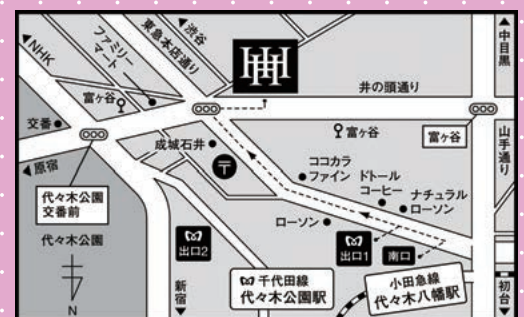 NHK
ファミリー
マート
渋谷
東急本店通り
HH
中目黒
井の頭通り
富ヶ谷
交番
成城石井
〒
富ヶ谷
富ヶ谷
山手通り
原宿
代々木公園
交番前
ココカラ
ファイン
ドトール
コーヒー
ナチュラル
ローソン
ローソン
代々木公園
出口2
出口1
南口
N
新宿
千代田線
代々木公園駅
小田急線
代々木八幡駅
初台